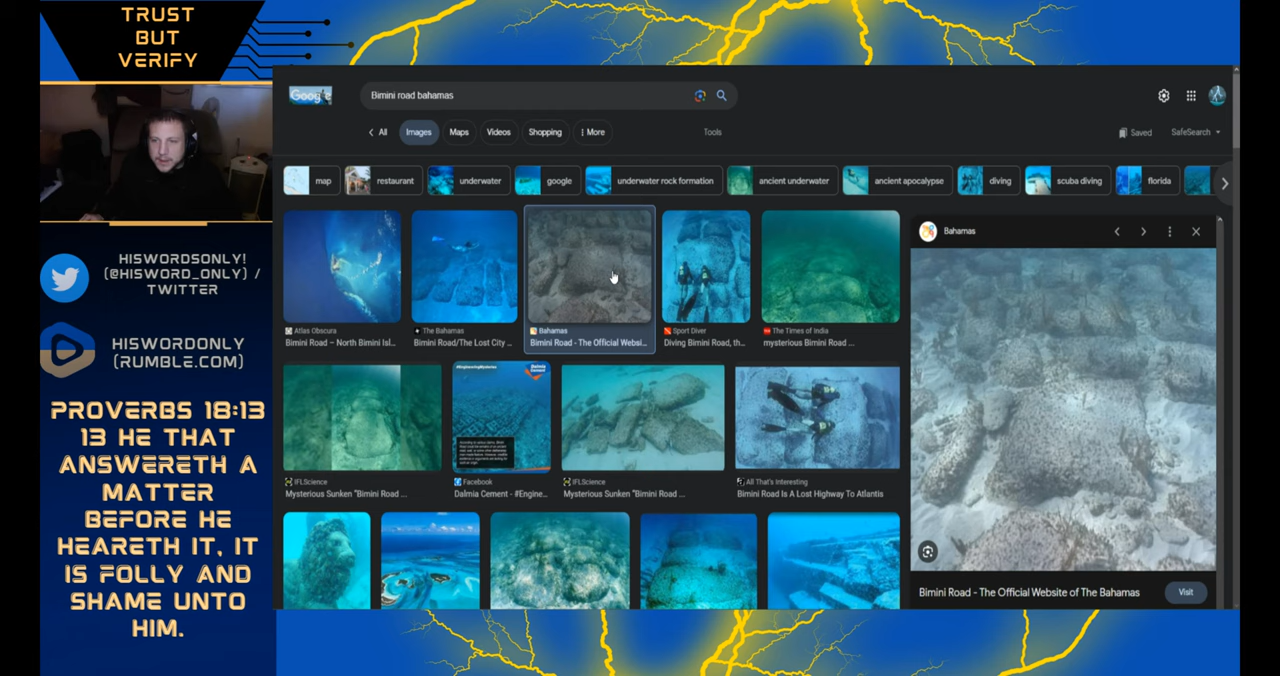 TRUST
BUT
VERIFY
HISWORDSONLY!
(@HISWORD_ONLY) /
TWITTER
HISWORDONLY
(RUMBLE.COM)
PROVERBS 18:13
13 HE THAT
ANSWERETH A
MATTER
BEFORE HE
HEARETH IT, IT
IS FOLLY AND
SHAME UNTO
HIM.
Google
Bimini road bahamas
All
Images
Maps
Videos
Shopping
More
Tools
Saved
SafeSearch
map
restaurant
underwater
google
underwater rock formation
ancient underwater
ancient apocalypse
diving
scuba diving
florida
Atlas Obscura
Bimini Road – North Bimini Isl...
The Bahamas
Bimini Road/The Lost City ...
Bahamas
Bimini Road - The Official Websi...
Sport Diver
Diving Bimini Road, th...
The Times of India
mysterious Bimini Road ...
IFLScience
Mysterious Sunken "Bimini Road ...
Facebook
Dalmia Cement - #Engine...
IFLScience
Mysterious Sunken "Bimini Road ...
All That's Interesting
Bimini Road Is A Lost Highway To Atlantis
Bahamas
Bimini Road - The Official Website of The Bahamas
Visit